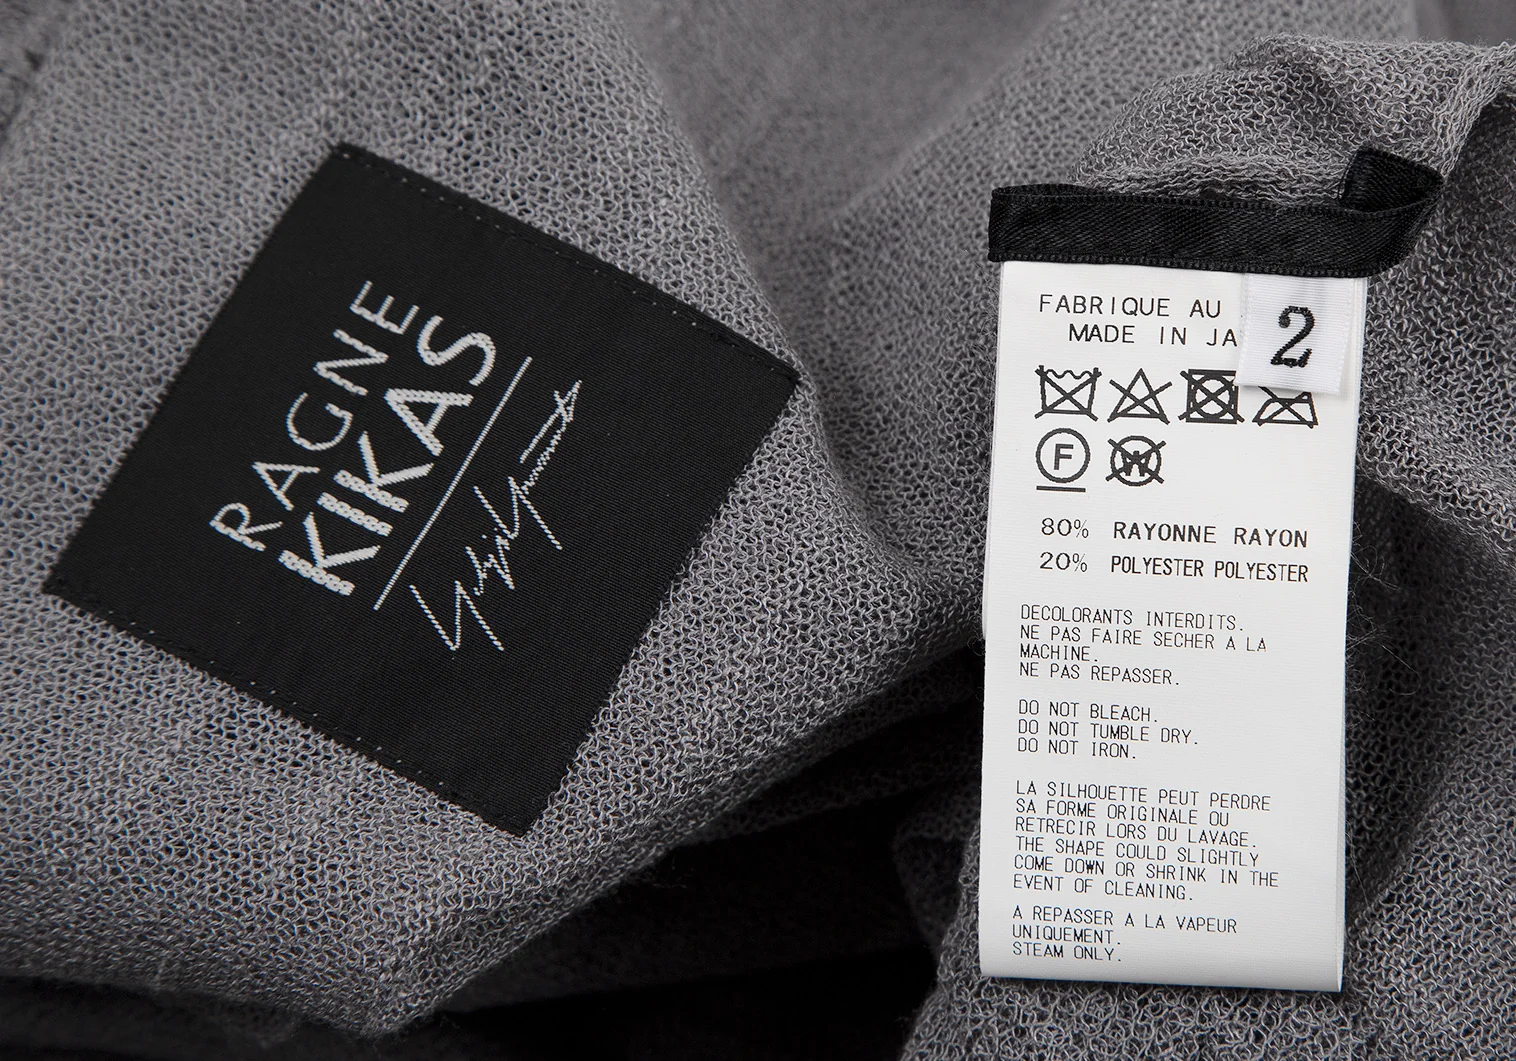 RAGNE
KIKAS
Yohji Yamamoto
FABRIQUE AU
MADE IN JA
2
F
W
80% RAYONNE RAYON
20% POLYESTER POLYESTER
DECOLORANTS INTERDITS.
NE PAS FAIRE SECHER A LA
MACHINE.
NE PAS REPASSER.
DO NOT BLEACH.
DO NOT TUMBLE DRY.
DO NOT IRON.
LA SILHOUETTE PEUT PERDRE
SA FORME ORIGINALE OU
RETRECIR LORS DU LAVAGE.
THE SHAPE COULD SLIGHTLY
COME DOWN OR SHRINK IN THE
EVENT OF CLEANING.
A REPASSER A LA VAPEUR
UNIQUEMENT.
STEAM ONLY.